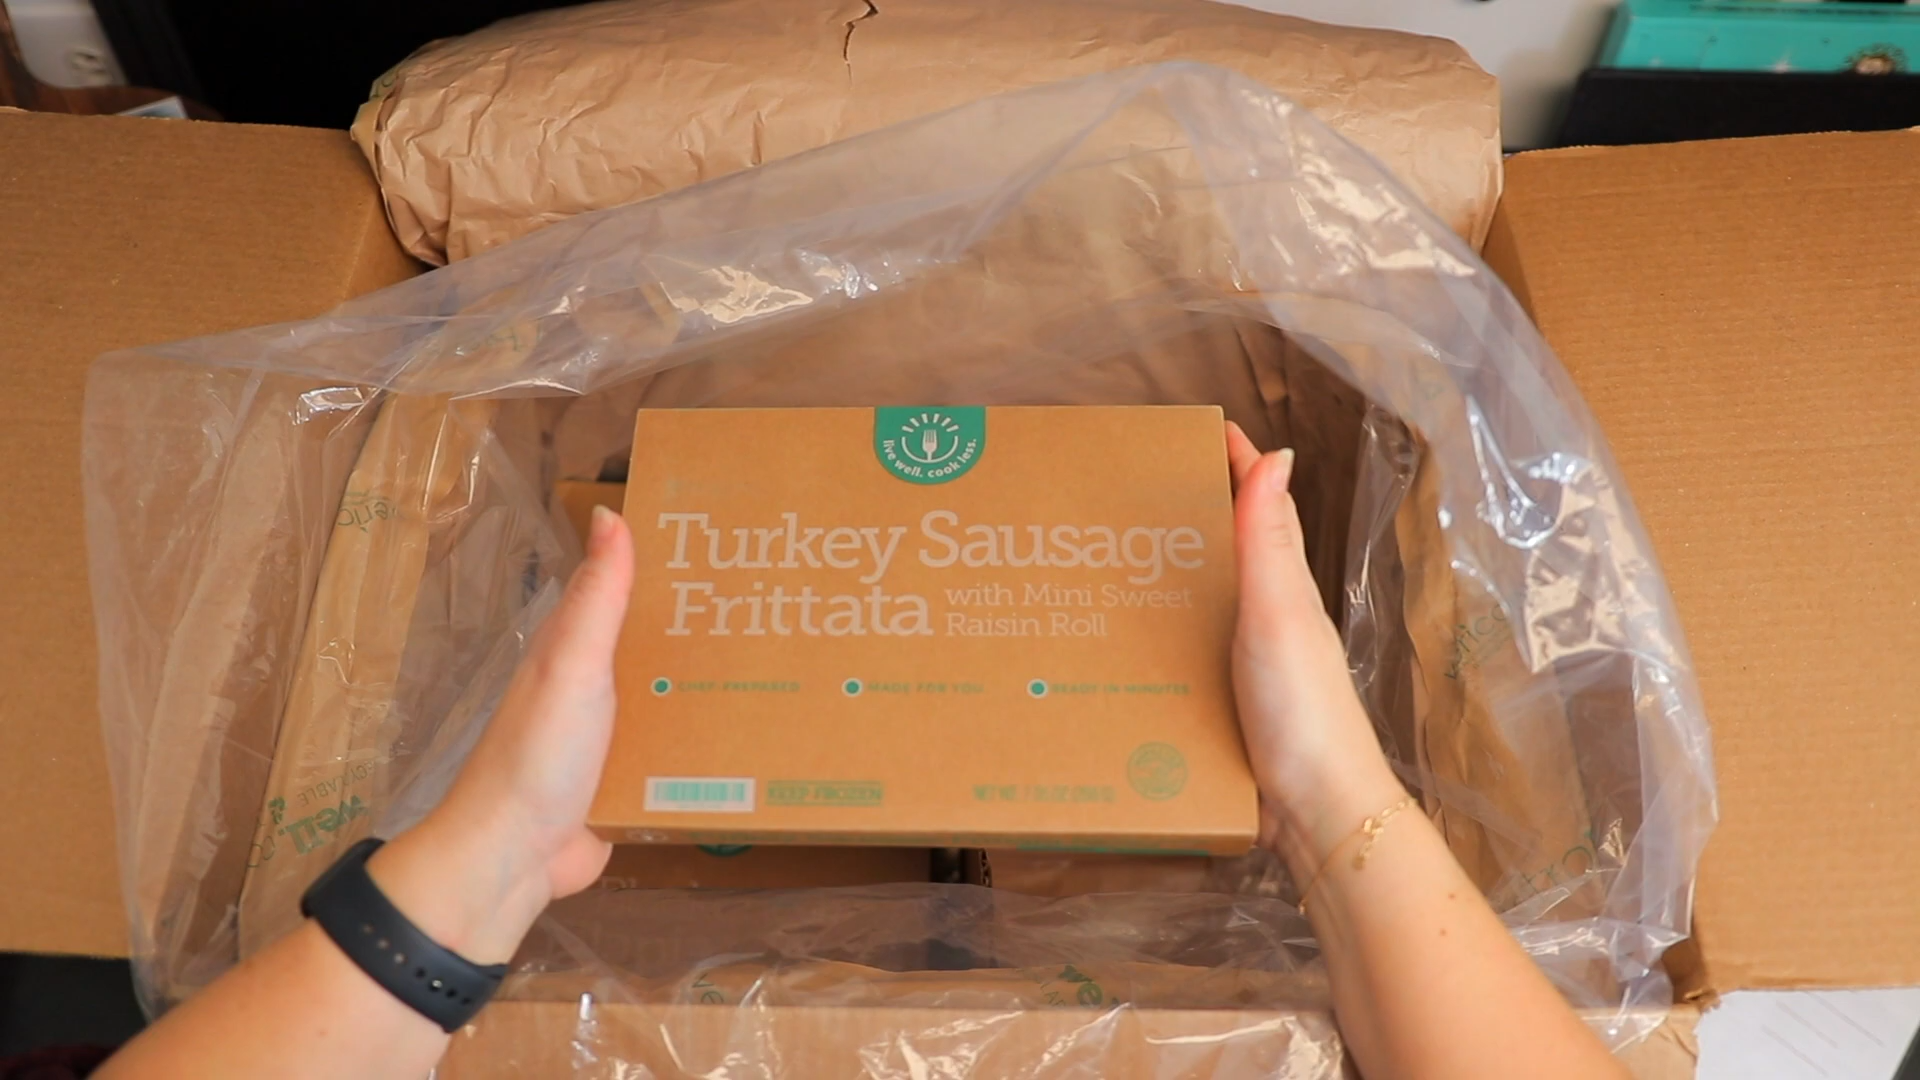 live well. cook less.
Turkey Sausage
Frittata with Mini Sweet
Raisin Roll
CHEF-PREPARED MADE FOR YOU READY IN MINUTES
KEEP FROZEN
well.